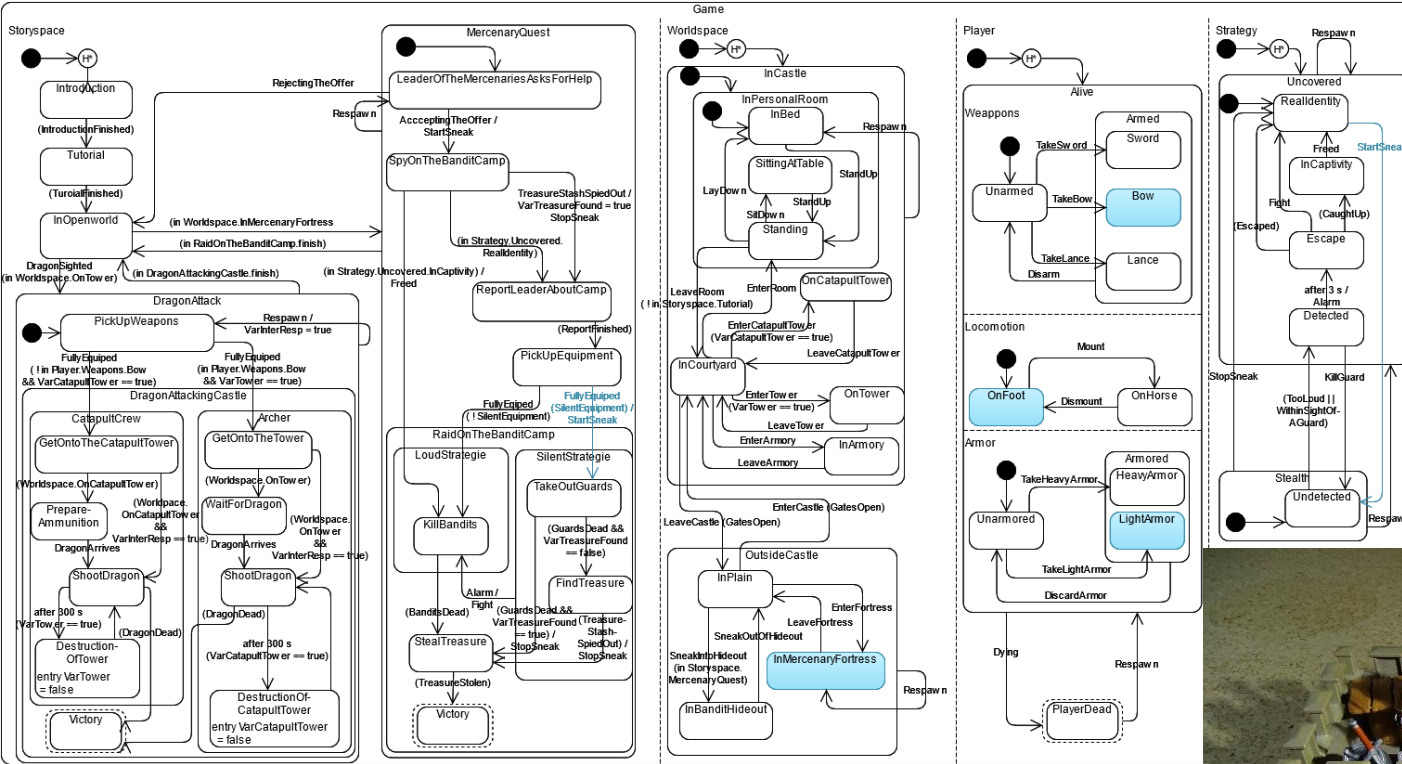 Game
Storyspace
H*
Introduction
(IntroductionFinished)
Tutorial
(TurorialFinished)
InOpenworld
DragonSighted
(in Worldspace.OnTower)
(in DragonAttackingCastle.finish)
RejectingTheOffer
(in Worldspace.InMercenaryFortress)
(in RaidOnTheBanditCamp.finish)
DragonAttack
PickUpWeapons
Respawn /
VarInterResp = true
FullyEquiped
( ! in Player.Weapons.Bow
&& VarCatapultTower == true)
FullyEquiped
(in Player.Weapons.Bow
&& VarTower == true)
DragonAttackingCastle
CatapultCrew
GetOntoTheCatapultTower
(Worldspace.OnCatapultTower)
Prepare-
Ammunition
DragonArrives
(Worldspace.
OnCatapultTower
&&
VarInterResp == true)
ShootDragon
after 300 s
(VarTower == true)
(DragonDead)
Destruction-
OfTower
entry VarTower
= false
Victory
Archer
GetOntoTheTower
(Worldspace.OnTower)
WaitForDragon
DragonArrives
(Worldspace.
OnTower
&&
VarInterResp == true)
ShootDragon
(DragonDead)
after 300 s
(VarCatapultTower == true)
DestructionOf-
CatapultTower
entry VarCatapultTower
= false
MercenaryQuest
LeaderOfTheMercenariesAsksForHelp
Respawn
AccceptingTheOffer /
StartSneak
SpyOnTheBanditCamp
TreasureStashSpiedOut /
VarTreasureFound = true
StopSneak
(in Strategy.Uncovered.
RealIdentity)
(in Strategy.Uncovered.InCaptivity) /
Freed
ReportLeaderAboutCamp
(ReportFinished)
PickUpEquipment
FullyEqiped
( ! SilentEquipment)
FullyEquiped
(SilentEquipment) /
StartSneak
RaidOnTheBanditCamp
LoudStrategie
KillBandits
(BanditsDead)
Alarm /
Fight
SilentStrategie
TakeOutGuards
(GuardsDead &&
VarTreasureFound
== false)
FindTreasure
(GuardsDead &&
VarTreasureFound
== true) /
StopSneak
(Treasure-
Stash-
SpiedOut) /
StopSneak
StealTreasure
(TreasureStolen)
Victory
Worldspace
H*
InCastle
InPersonalRoom
InBed
Respawn
SittingAtTable
StandUp
LayDown
SitDown
StandUp
Standing
LeaveRoom
( ! in.Storyspace.Tutorial)
EnterRoom
OnCatapultTower
EnterCatapultTower
(VarCatapultTower == true)
LeaveCatapultTower
InCourtyard
EnterTower
(VarTower == true)
OnTower
LeaveTower
EnterArmory
InArmory
LeaveArmory
EnterCastle (GatesOpen)
LeaveCastle (GatesOpen)
OutsideCastle
InPlain
EnterFortress
LeaveFortress
SneakOutOfHideout
SneakIntoHideout
(in Storyspace.
MercenaryQuest)
InMercenaryFortress
Respawn
InBanditHideout
Player
H*
Alive
Weappons
Armed
Sword
TakeSword
Unarmed
TakeBow
Bow
TakeLance
Lance
Disarm
Locomotion
Mount
OnFoot
Dismount
OnHorse
Armor
Armored
HeavyArmor
TakeHeavyArmor
Unarmored
LightArmor
TakeLightArmor
DiscardArmor
Dying
Respawn
PlayerDead
Strategy
H*
Respawn
Uncovered
RealIdentity
Freed
StartSnea
InCaptivity
Fight
(CaughtUp)
(Escaped)
Escape
after 3 s /
Alarm
Detected
StopSneak
KillGuard
(TooLoud ||
WithinSightOf-
AGuard)
Stealth
Undetected
Respaw